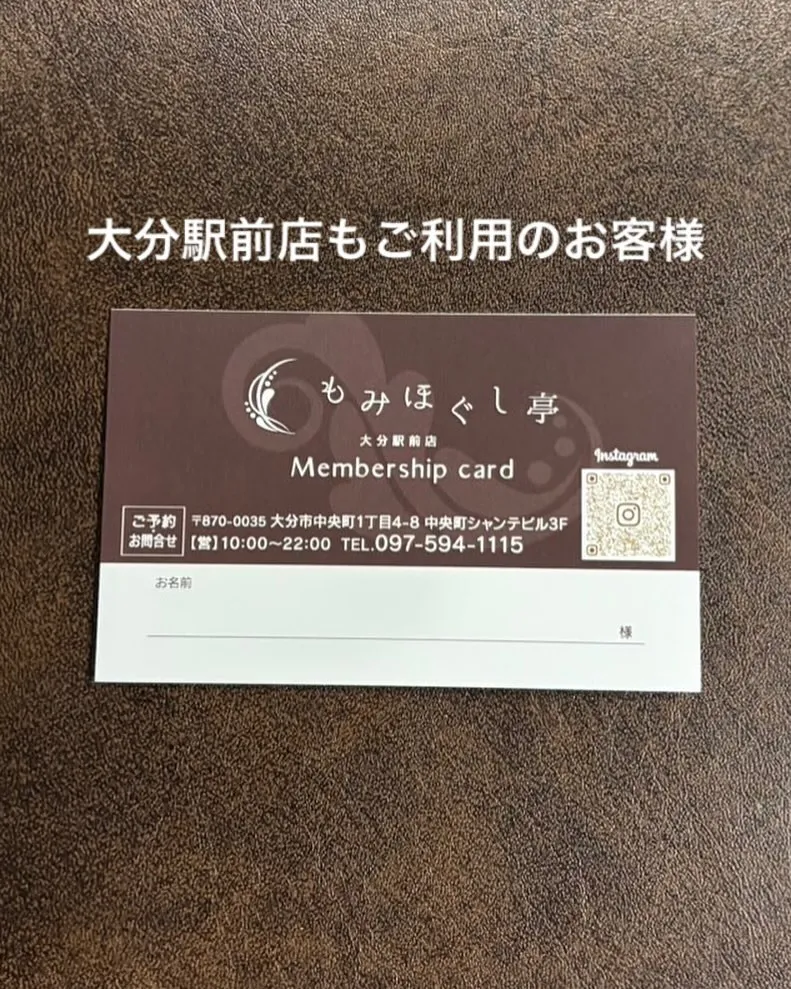 大分駅前店もご利用のお客様
もみほぐし亭
大分駅前店
Membership card
Instagram
ご予約
お問合せ
〒870-0035 大分市中央町1丁目4-8 中央町シャンテビル3F
【営】10:00〜22:00 TEL.097-594-1115
お名前
様